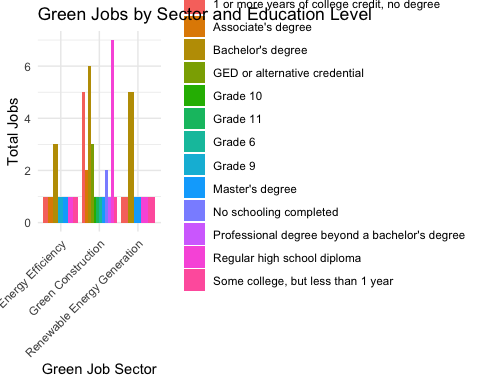 Green Jobs by Sector and Education Level
1 or more years of college credit, no degree
Associate's degree
Bachelor's degree
GED or alternative credential
Grade 10
Grade 11
Grade 6
Grade 9
Master's degree
No schooling completed
Professional degree beyond a bachelor's degree
Regular high school diploma
Some college, but less than 1 year
Total Jobs
6
4
2
0
Energy Efficiency
Green Construction
Renewable Energy Generation
Green Job Sector